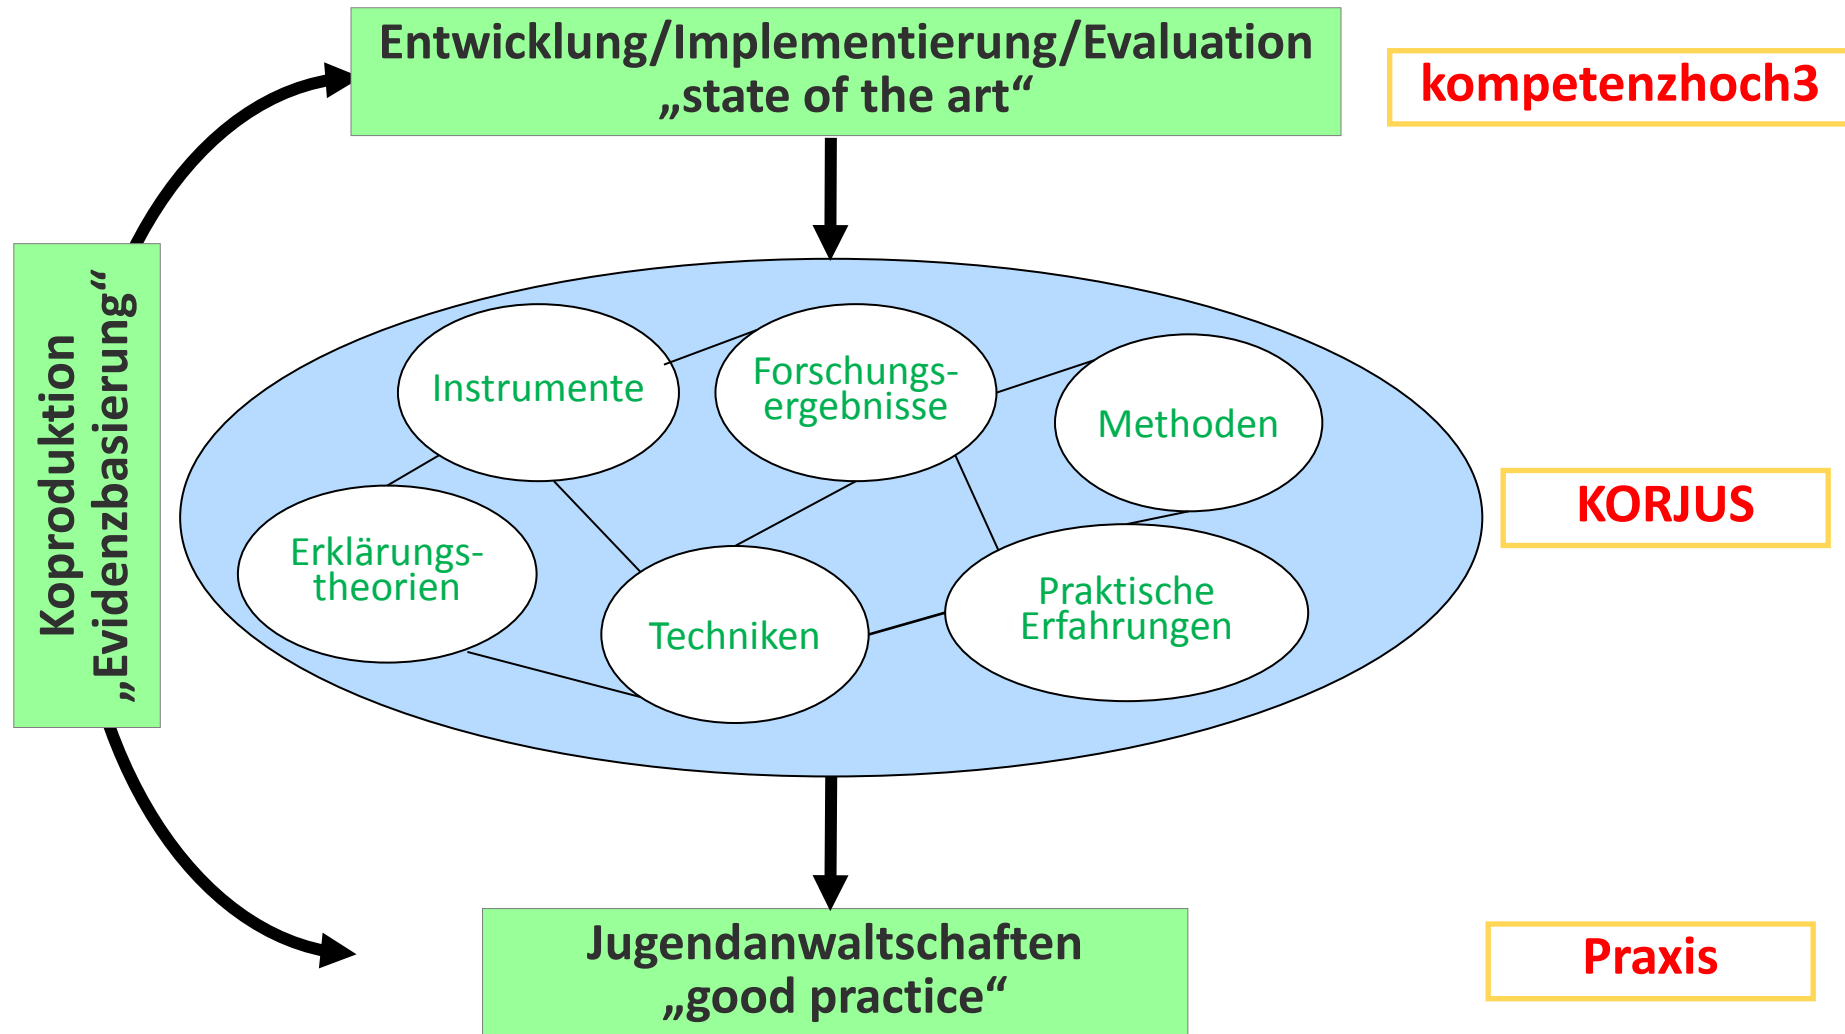 Entwicklung/Implementierung/Evaluation
„state of the art“
kompetenzhoch3
Koproduktion
„Evidenzbasierung“
Instrumente
Forschungs-
ergebnisse
Methoden
Erklärungs-
theorien
Techniken
Praktische
Erfahrungen
KORJUS
Jugendanwaltschaften
„good practice“
Praxis